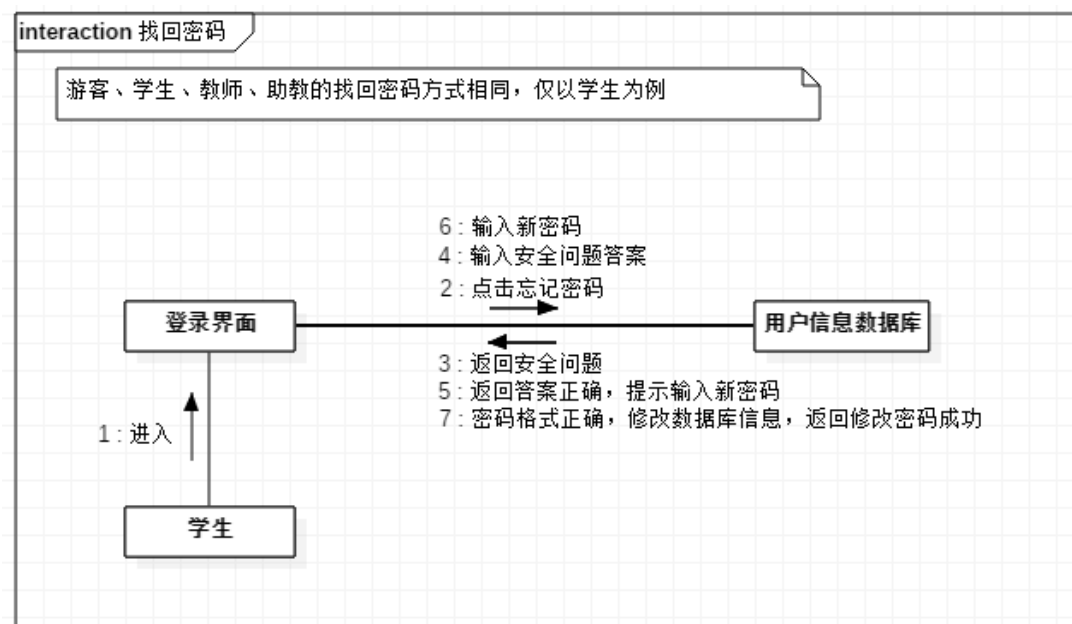 interaction 找回密码
游客、学生、教师、助教的找回密码方式相同，仅以学生为例
6 : 输入新密码
4 : 输入安全问题答案
2 : 点击忘记密码
登录界面
用户信息数据库
3 : 返回安全问题
5 : 返回答案正确，提示输入新密码
7 : 密码格式正确，修改数据库信息，返回修改密码成功
1 : 进入
学生